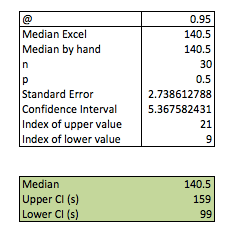 @ 0.95
Median Excel 140.5
Median by hand 140.5
n 30
p 0.5
Standard Error 2.738612788
Confidence Interval 5.367582431
Index of upper value 21
Index of lower value 9
Median 140.5
Upper CI (s) 159
Lower CI (s) 99